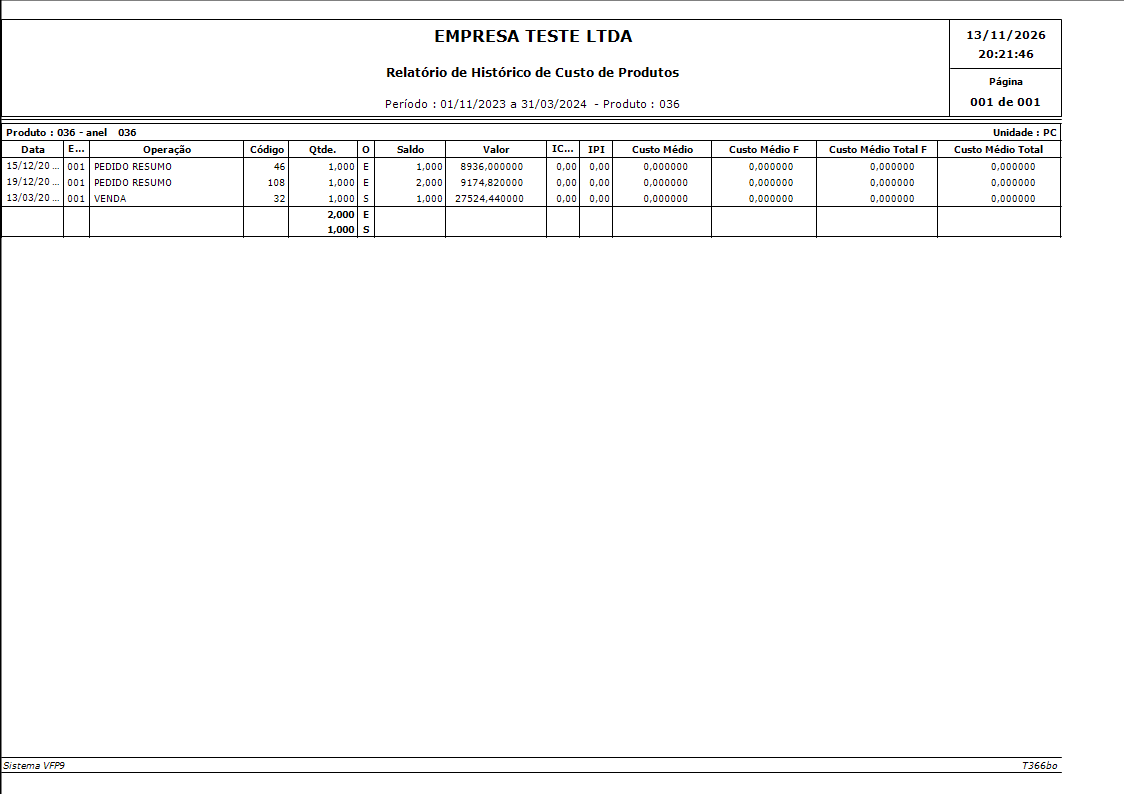 EMPRESA TESTE LTDA
13/11/2026
20:21:46
Relatório de Histórico de Custo de Produtos
Página
Período : 01/11/2023 a 31/03/2024 - Produto : 036
001 de 001
Produto : 036 - anel 036 Unidade : PC
Data E... Operação Código Qtde. O Saldo Valor IC... IPI Custo Médio Custo Médio F Custo Médio Total F Custo Médio Total
15/12/20 ... 001 PEDIDO RESUMO 46 1,000 E 1,000 8936,000000 0,00 0,00 0,000000 0,000000 0,000000 0,000000
19/12/20 ... 001 PEDIDO RESUMO 108 1,000 E 2,000 9174,820000 0,00 0,00 0,000000 0,000000 0,000000 0,000000
13/03/20 ... 001 VENDA 32 1,000 S 1,000 27524,440000 0,00 0,00 0,000000 0,000000 0,000000 0,000000
2,000 E
1,000 S
Sistema VFP9 T366bo